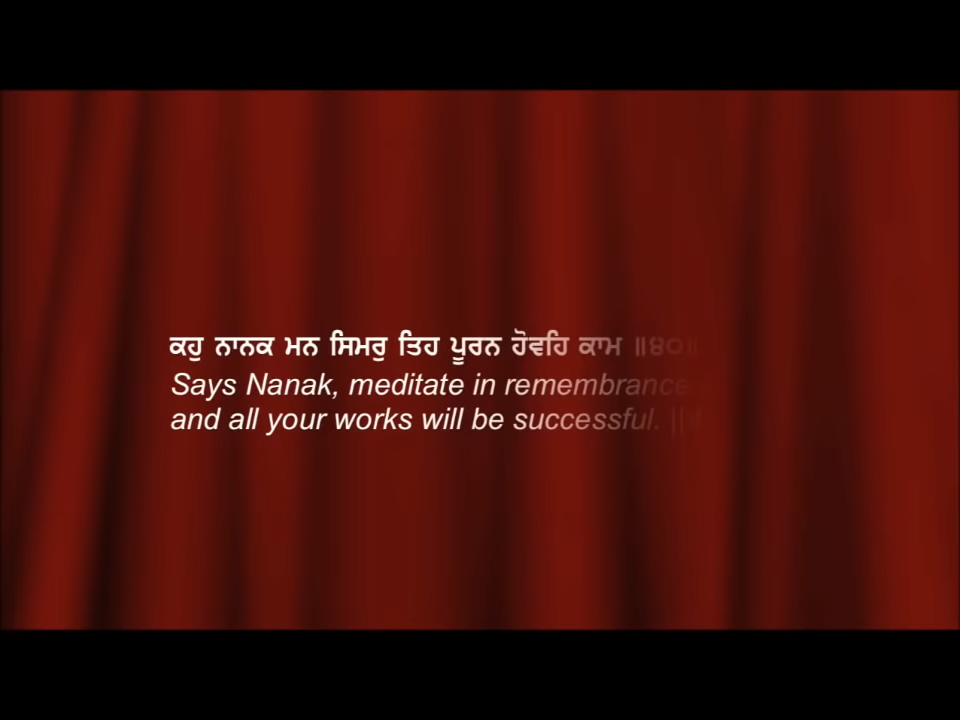 ਕਹੁ ਨਾਨਕ ਮਨ ਸਿਮਰੁ ਤਿਹ ਪੂਰਨ ਹੋਵਹਿ ਕਾਮ ॥੪੦॥
Says Nanak, meditate in remembrance
and all your works will be successful. ||